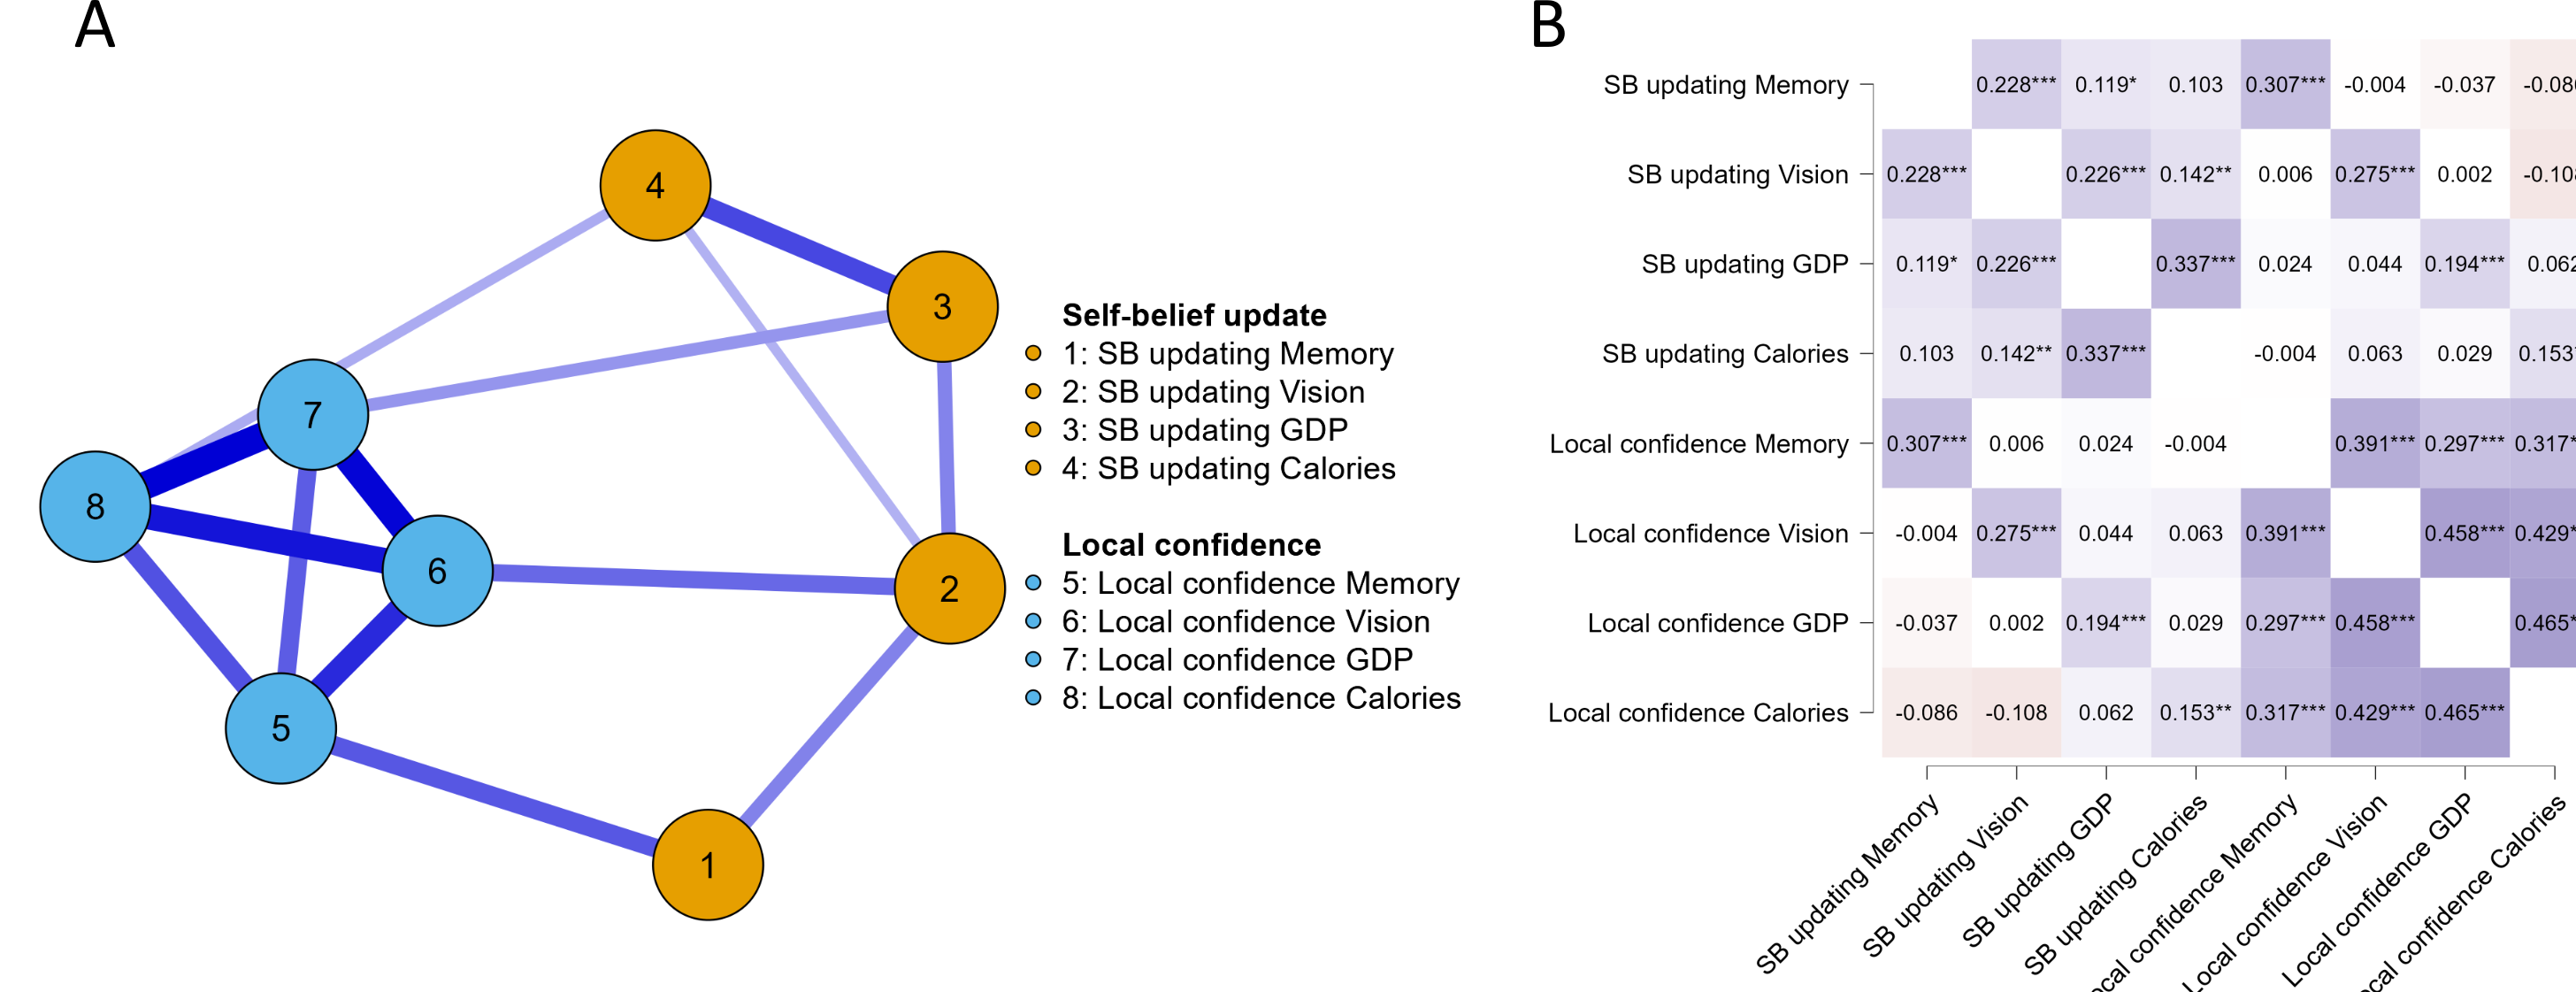 A
4
3
7
8
6
2
5
1
Self-belief update
1: SB updating Memory
2: SB updating Vision
3: SB updating GDP
4: SB updating Calories
Local confidence
5: Local confidence Memory
6: Local confidence Vision
7: Local confidence GDP
8: Local confidence Calories
B
SB updating Memory 0.228*** 0.119* 0.103 0.307*** -0.004 -0.037 -0.08
SB updating Vision 0.228*** 0.226*** 0.142** 0.006 0.275*** 0.002 -0.10
SB updating GDP 0.119* 0.226*** 0.337*** 0.024 0.044 0.194*** 0.062
SB updating Calories 0.103 0.142** 0.337*** -0.004 0.063 0.029 0.153*
Local confidence Memory 0.307*** 0.006 0.024 -0.004 0.391*** 0.297*** 0.317*
Local confidence Vision -0.004 0.275*** 0.044 0.063 0.391*** 0.458*** 0.429*
Local confidence GDP -0.037 0.002 0.194*** 0.029 0.297*** 0.458*** 0.465*
Local confidence Calories -0.086 -0.108 0.062 0.153** 0.317*** 0.429*** 0.465***
SB updating Memory
SB updating Vision
SB updating GDP
SB updating Calories
ocal confidence Memory
Local confidence Vision
Local confidence GDP
cal confidence Calories